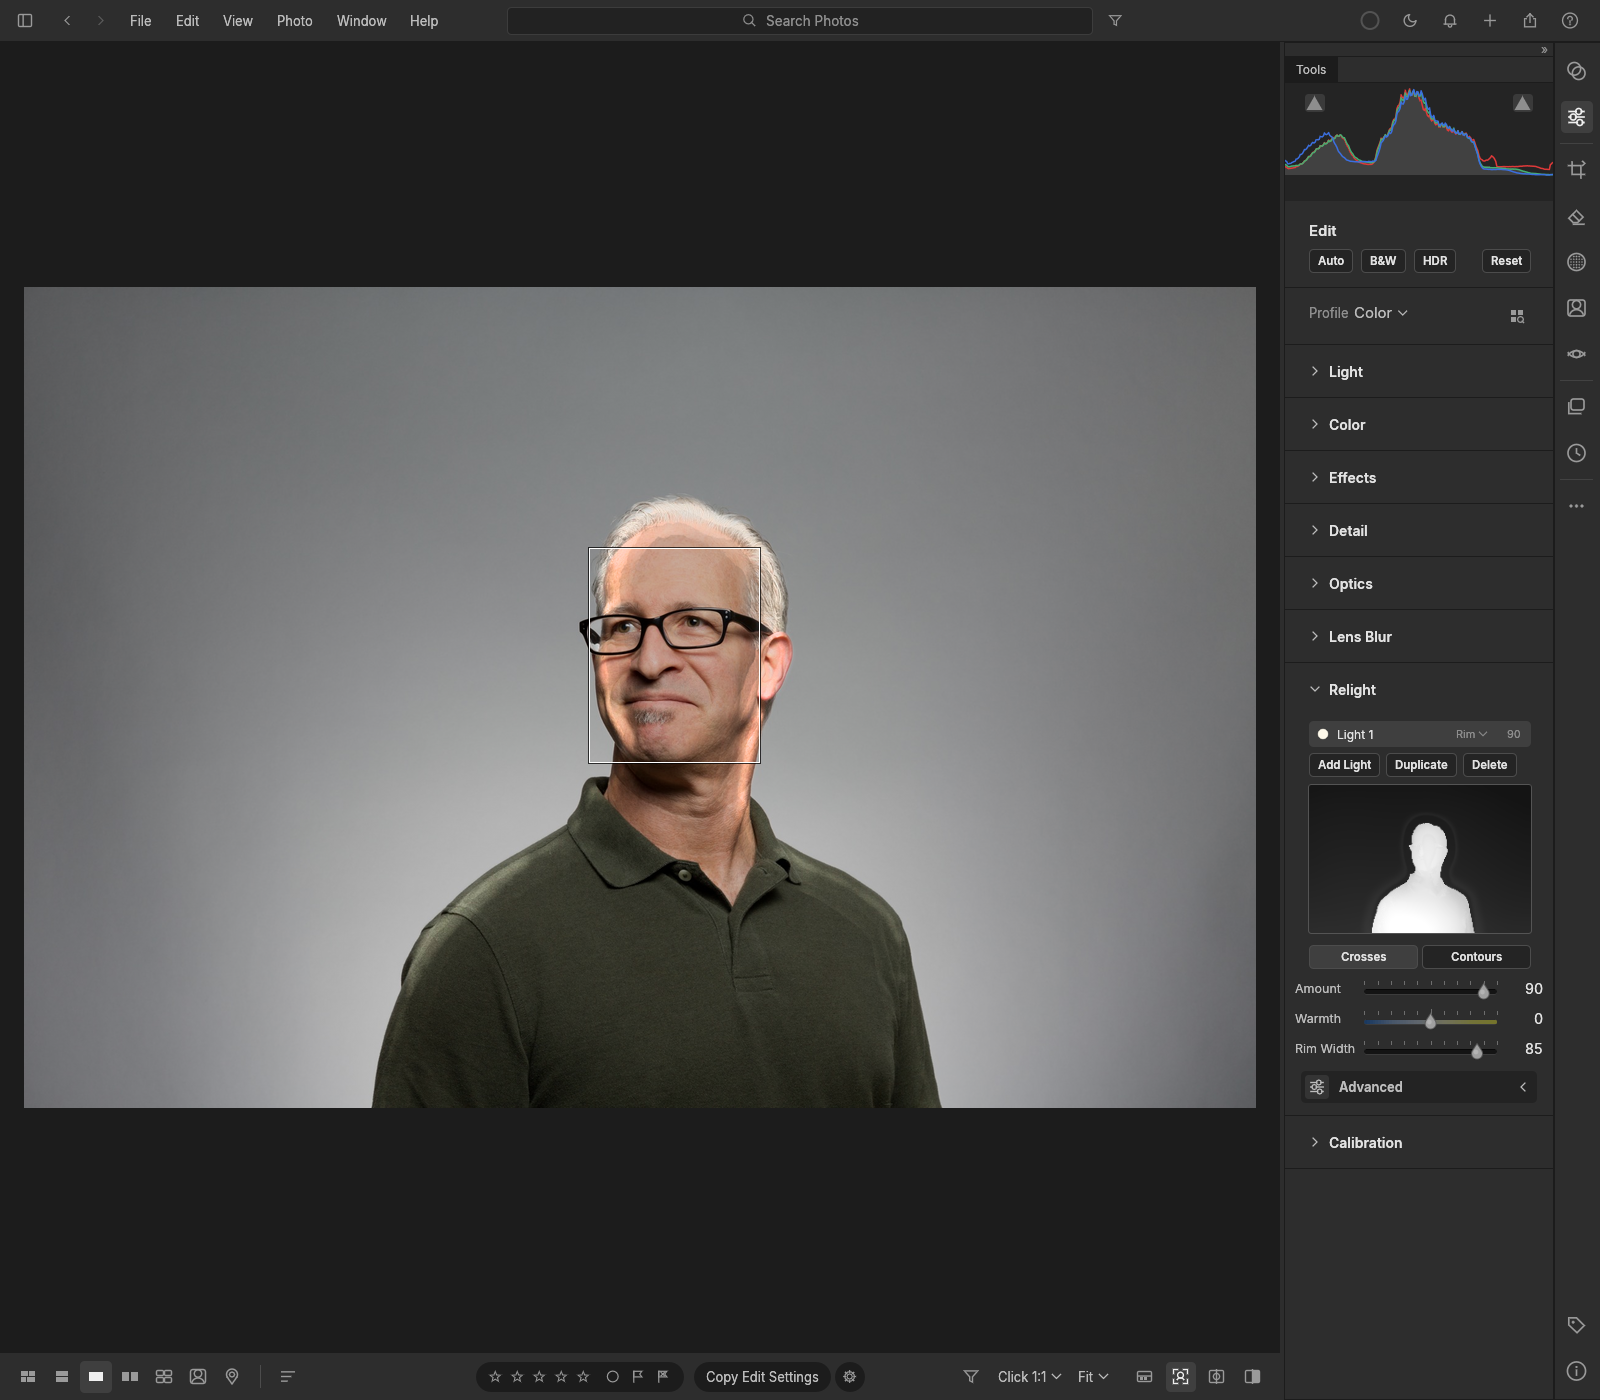 File Edit View Photo Window Help
Search Photos
Tools
Edit
Auto B&W HDR Reset
Profile Color
Light
Color
Effects
Detail
Optics
Lens Blur
Relight
Light 1 Rim 90
Add Light Duplicate Delete
Crosses Contours
Amount 90
Warmth 0
Rim Width 85
Advanced
Calibration
Copy Edit Settings Click 1:1 Fit